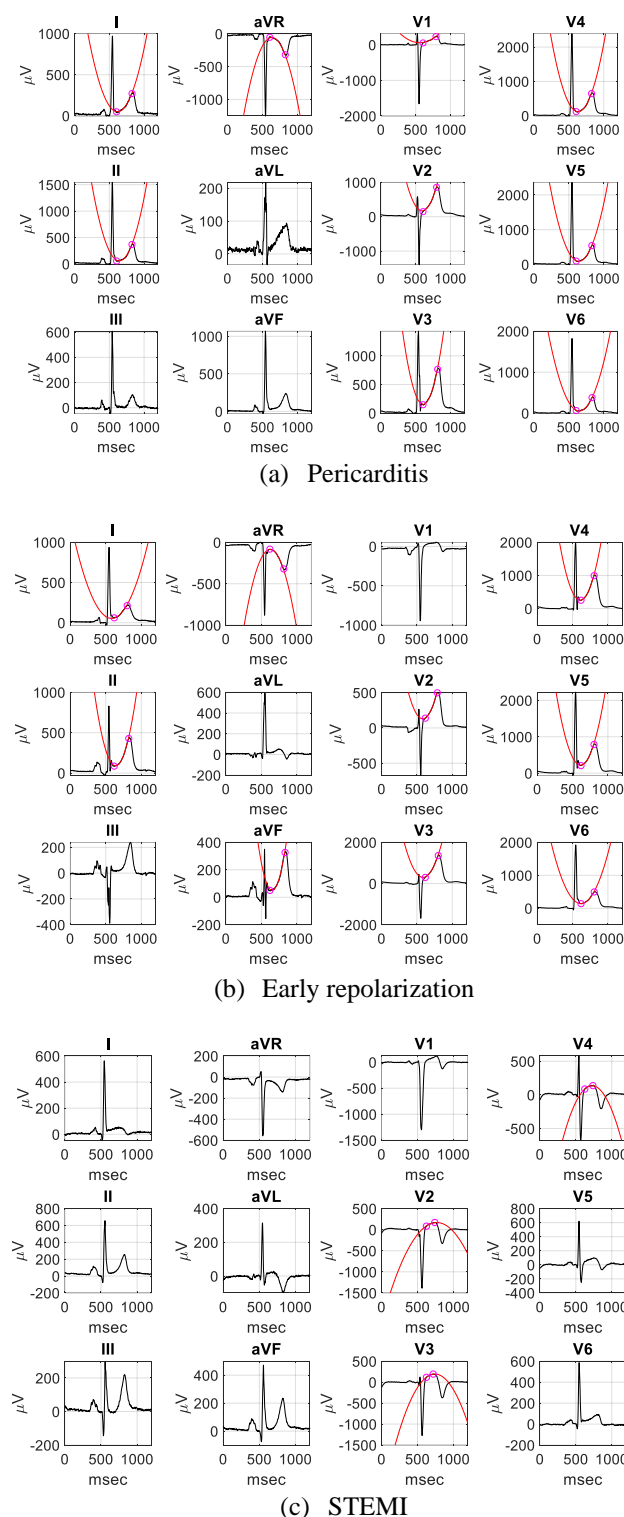 I aVR V1 V4
1000 0 0 2000
500 -500 -1000 1000
0 -1000 -2000 0
μV μV μV μV
0 500 1000 0 500 1000 0 500 1000 0 500 1000
msec msec msec msec
II aVL V2 V5
1500 200 1000 2000
1000 100 0 1000
500 0 -1000 0
0
μV μV μV μV
0 500 1000 0 500 1000 0 500 1000 0 500 1000
msec msec msec msec
III aVF V3 V6
600 1000 1000 2000
400 500 500 1000
200 0 0 0
0
μV μV μV μV
0 500 1000 0 500 1000 0 500 1000 0 500 1000
msec msec msec msec
(a) Pericarditis
I aVR V1 V4
1000 0 0 2000
500 -500 -500 1000
0 -1000 -1000 0
μV μV μV μV
0 500 1000 0 500 1000 0 500 1000 0 500 1000
msec msec msec msec
II aVL V2 V5
1000 600 500 2000
500 400 0 1000
0 200 -500 0
0
-200
μV μV μV μV
0 500 1000 0 500 1000 0 500 1000 0 500 1000
msec msec msec msec
III aVF V3 V6
200 400 2000 2000
0 200 0 1000
-200 0 -2000 0
-400 -200
μV μV μV μV
0 500 1000 0 500 1000 0 500 1000 0 500 1000
msec msec msec msec
(b) Early repolarization
I aVR V1 V4
600 200 0 500
400 0 -500 0
200 -200 -1000 -500
0 -400 -1500
-600
μV μV μV μV
0 500 1000 0 500 1000 0 500 1000 0 500 1000
msec msec msec msec
II aVL V2 V5
800 400 500 800
600 200 0 600
400 0 -500 400
200 -1000 200
0 -1500 0
-200 -200
-400
μV μV μV μV
0 500 1000 0 500 1000 0 500 1000 0 500 1000
msec msec msec msec
III aVF V3 V6
200 400 500 600
0 200 0 400
-200 0 -500 200
-1000 0
-1500
μV μV μV μV
0 500 1000 0 500 1000 0 500 1000 0 500 1000
msec msec msec msec
(c) STEMI